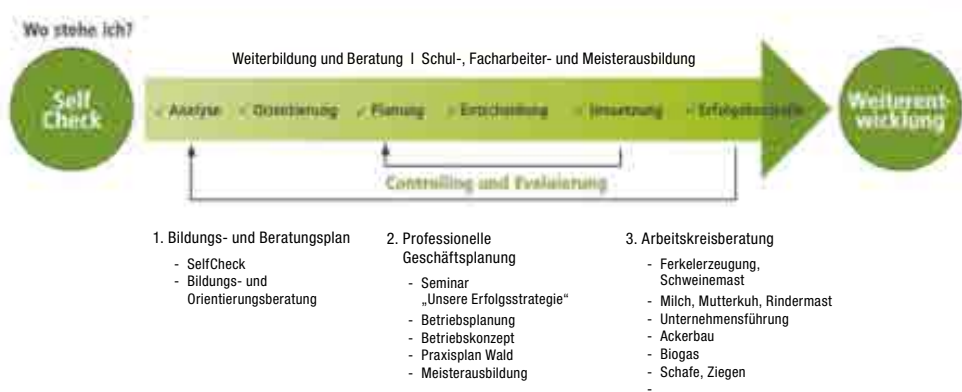 Wo stehe ich?
Weiterbildung und Beratung I Schul-, Facharbeiter- und Meisterausbildung
Self
Check
✓ Analyse ✓ Orientierung ✓ Planung ✓ Entscheidung ✓ Umsetzung ✓ Erfolgskontrolle
Weiterent-
wicklung
Controlling und Evaluierung
1. Bildungs- und Beratungsplan
- SelfCheck
- Bildungs- und
Orientierungsberatung
2. Professionelle
Geschäftsplanung
- Seminar
„Unsere Erfolgsstrategie“
- Betriebsplanung
- Betriebskonzept
- Praxisplan Wald
- Meisterausbildung
3. Arbeitskreisberatung
- Ferkelerzeugung,
Schweinemast
- Milch, Mutterkuh, Rindermast
- Unternehmensführung
- Ackerbau
- Biogas
- Schafe, Ziegen
-